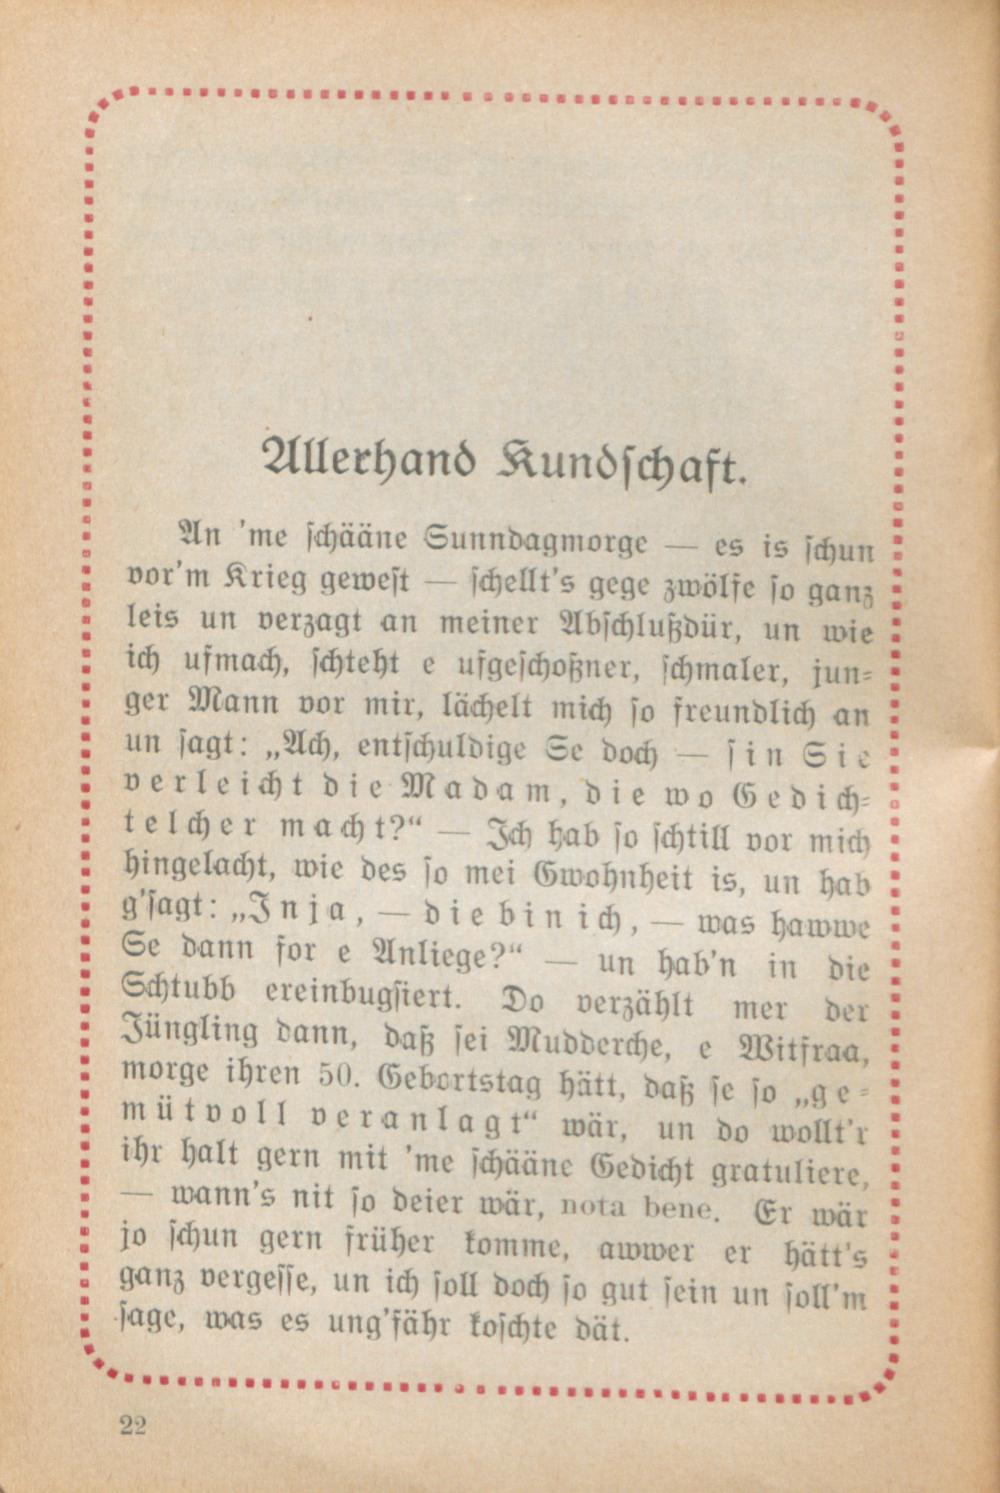 Allerhand Kundschaft.
An 'me schääne Sunndagmorge — es is schun
vor'm Krieg gewest — schellt's gege zwölfe so ganz
leis un verzagt an meiner Abschlußdür, un wie
ich ufmach, schteht e ufgeschoßner, schmaler, jun-
ger Mann vor mir, lächelt mich so freundlich an
un sagt: „Ach, entschuldige Se doch — sin Sie
verleicht die Madam, die wo Gedich-
telcher macht?“ — Ich hab so schtill vor mich
hingelacht, wie des so mei Gwohnheit is, un hab
g'sagt: „Inja, — die bin ich, — was hawwe
Se dann for e Anliege?“ — un hab'n in die
Schtubb ereinbugsiert. Do verzählt mer der
Jüngling dann, daß sei Mudderche, e Witfraa,
morge ihren 50. Gebortstag hätt, daß se so „ge-
mütvoll veranlagt“ wär, un do wollt'r
ihr halt gern mit 'me schääne Gedicht gratuliere,
— wann's nit so deier wär, nota bene. Er wär
jo schun gern früher komme, awwer er hätt's
ganz vergesse, un ich soll doch so gut sein un soll'm
sage, was es ung'fähr koschte dät.
22